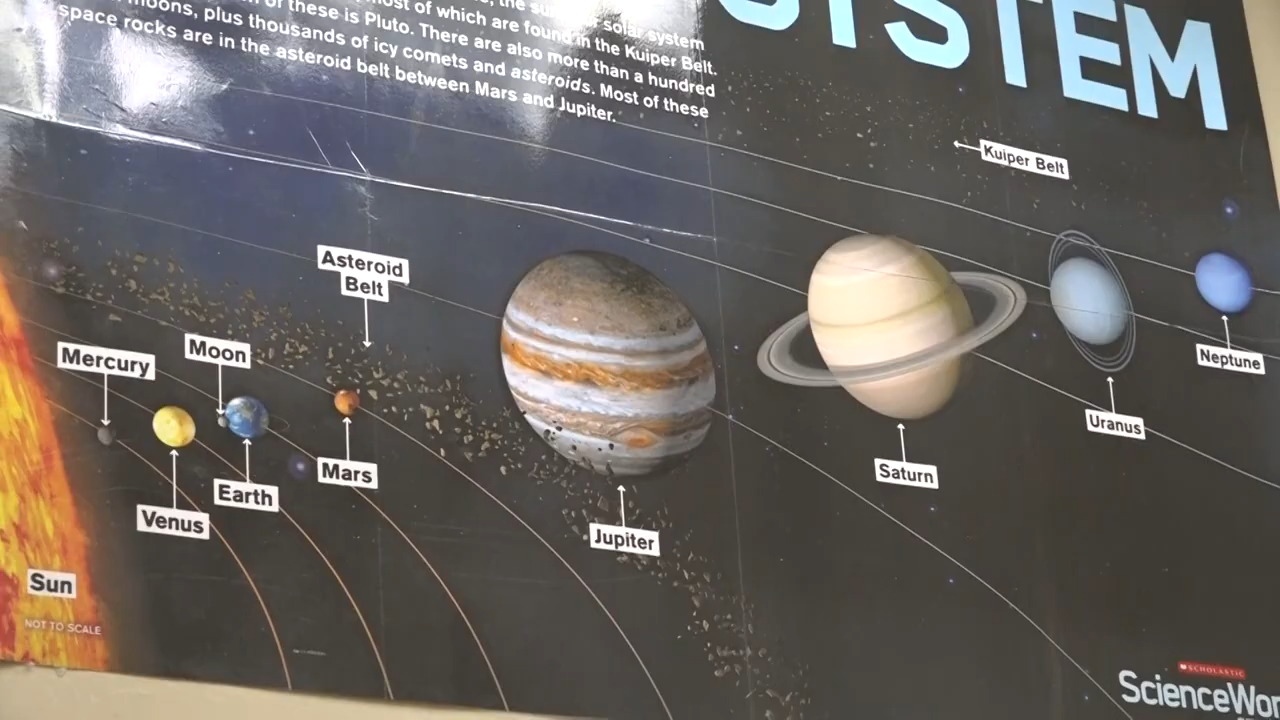 SYSTEM
most of which are found in the Kuiper Belt.
of these is Pluto. There are also more than a hundred
moons, plus thousands of icy comets and asteroids. Most of these
space rocks are in the asteroid belt between Mars and Jupiter.
solar system
Kuiper Belt
Asteroid
Belt
Mercury
Moon
Neptune
Uranus
Mars
Saturn
Earth
Venus
Jupiter
Sun
NOT TO SCALE
SCHOLASTIC
ScienceWor